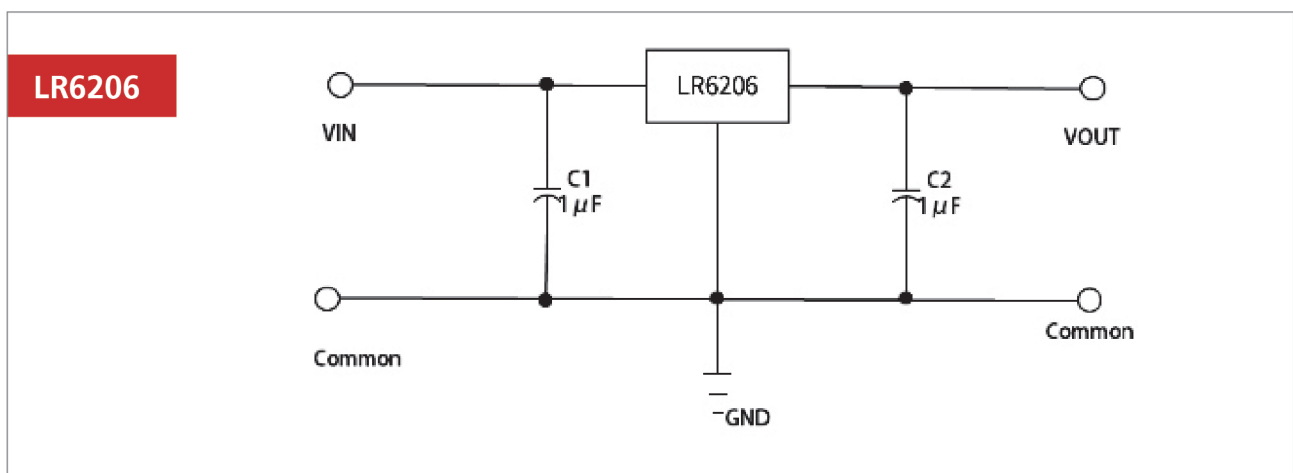 LR6206
LR6206
VIN
VOUT
C1
1μF
C2
1μF
Common
Common
GND